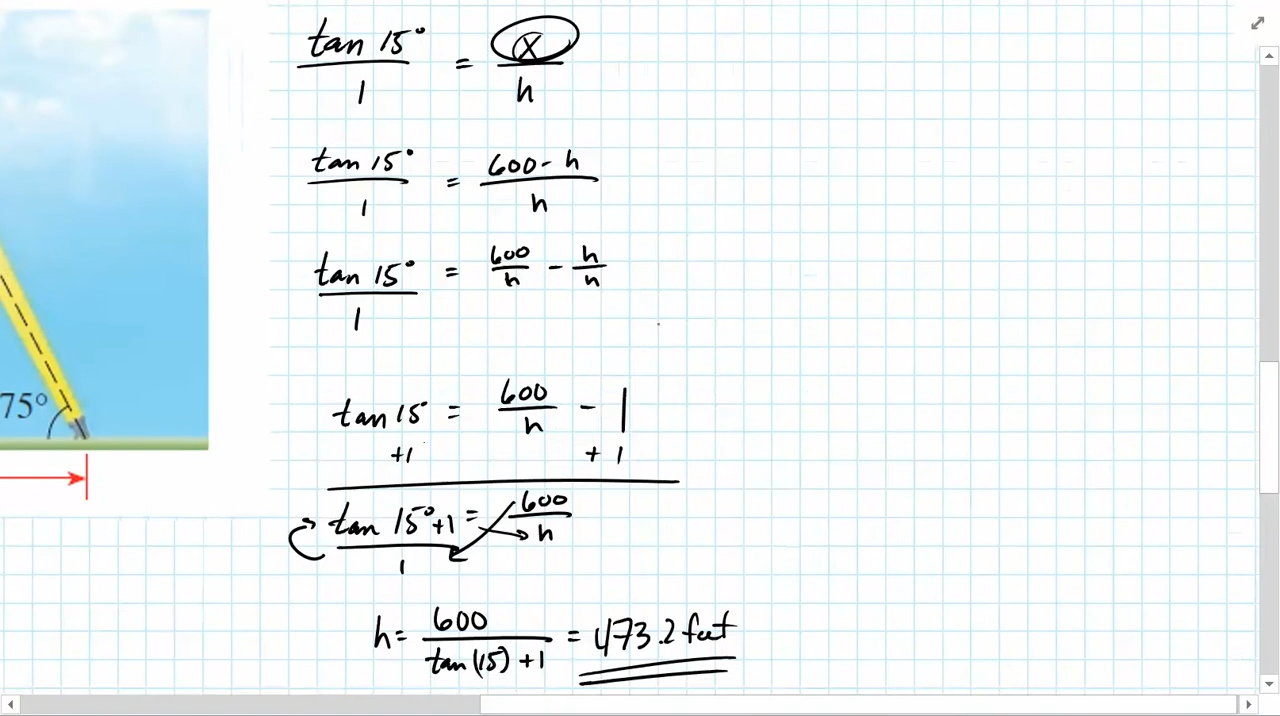 tan 15° / 1 = x / h
tan 15° / 1 = 600 - h / h
tan 15° / 1 = 600 / h - h / h
75°
tan 15° = 600 / h - 1
+1 + 1
tan 15° + 1 / 1 = 600 / h
h = 600 / tan (15) + 1 = 473.2 feet